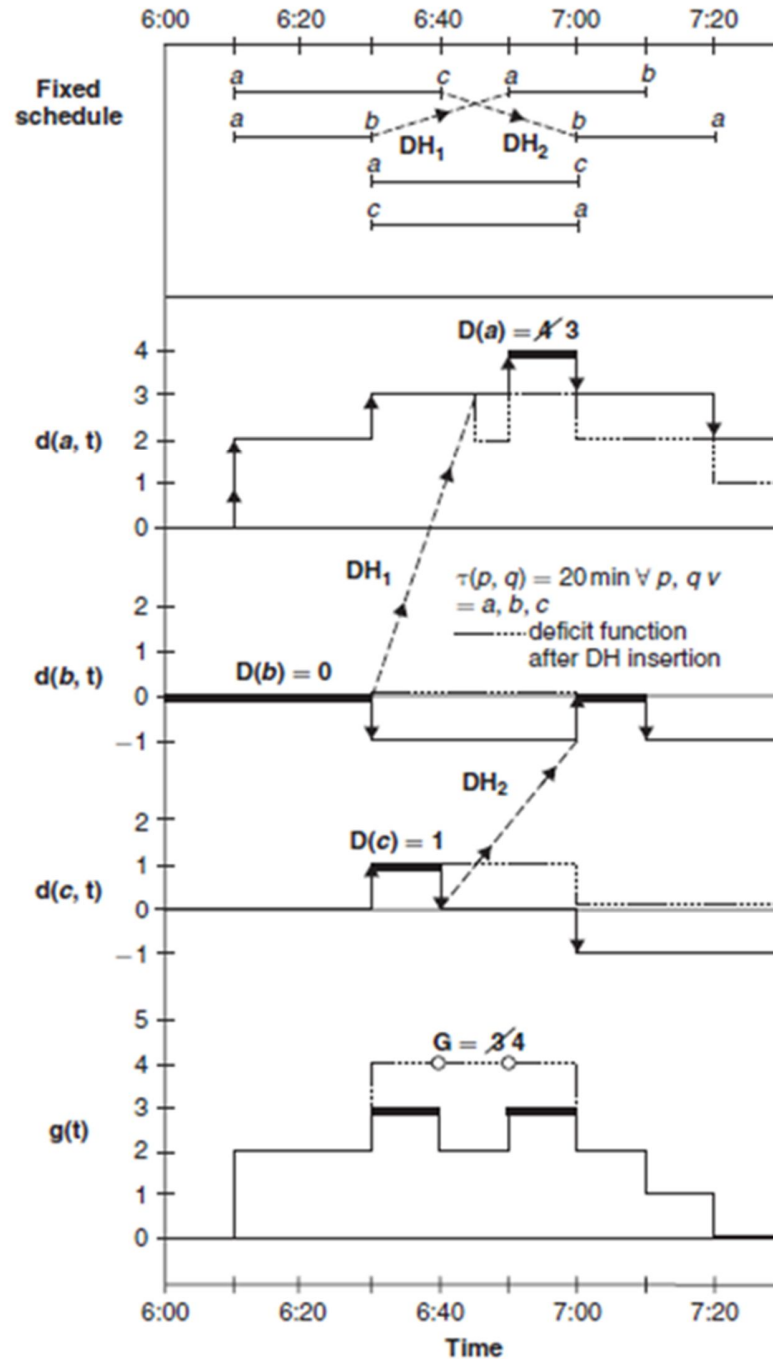 6:00 6:20 6:40 7:00 7:20
Fixed
schedule
a c a b
a b b a
DH1 DH2
a c
c a
D(a) = 4 3
4
3
d(a, t)
2
1
0
DH1
τ(p, q) = 20 min ∀ p, q v
= a, b, c
deficit function
after DH insertion
2
1
d(b, t)
D(b) = 0
0
−1
DH2
2
D(c) = 1
1
d(c, t)
0
−1
5
G = 3 4
4
3
g(t)
2
1
0
6:00 6:20 6:40 7:00 7:20
Time